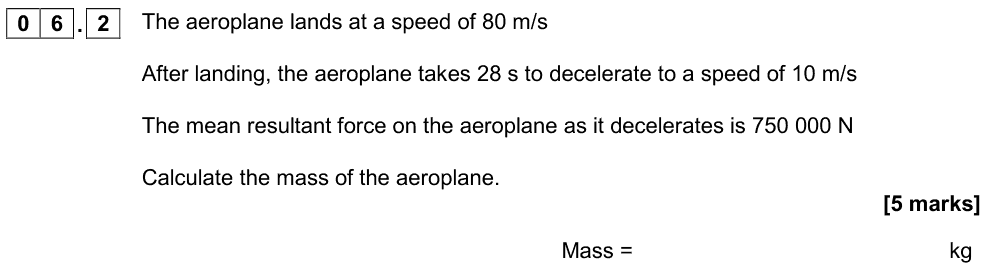 0 6 . 2 The aeroplane lands at a speed of 80 m/s
After landing, the aeroplane takes 28 s to decelerate to a speed of 10 m/s
The mean resultant force on the aeroplane as it decelerates is 750 000 N
Calculate the mass of the aeroplane.
[5 marks]
Mass = kg